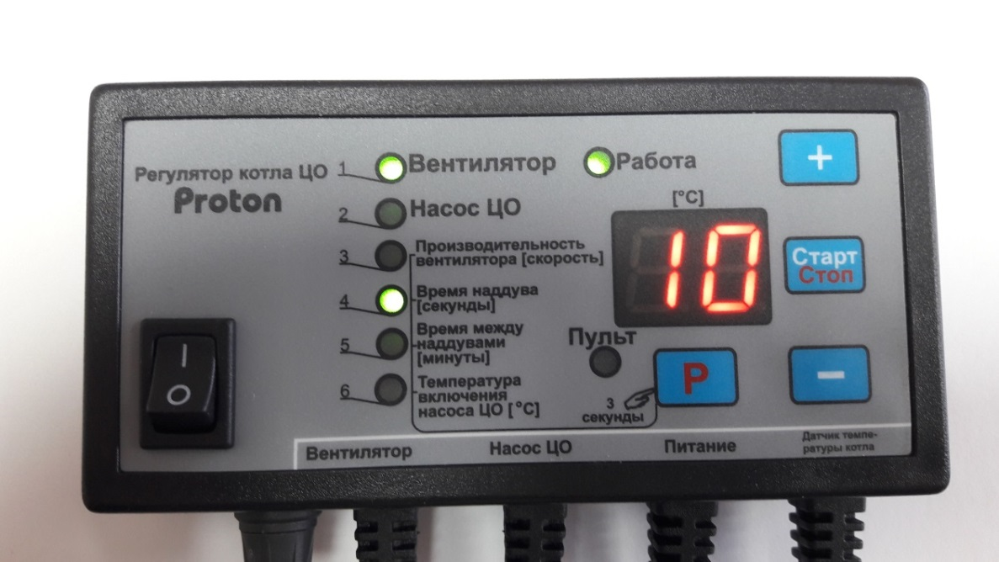 Регулятор котла ЦО
Proton
1 Вентилятор
Работа
2 Насос ЦО
3 Производительность
вентилятора [скорость]
4 Время наддува
[секунды]
5 Время между
наддувами
[минуты]
6 Температура
включения
насоса ЦО [°C]
[°C]
10
+
Старт
Стоп
−
Пульт
P
3
секунды
I
O
Вентилятор
Насос ЦО
Питание
Датчик темпе-
ратуры котла